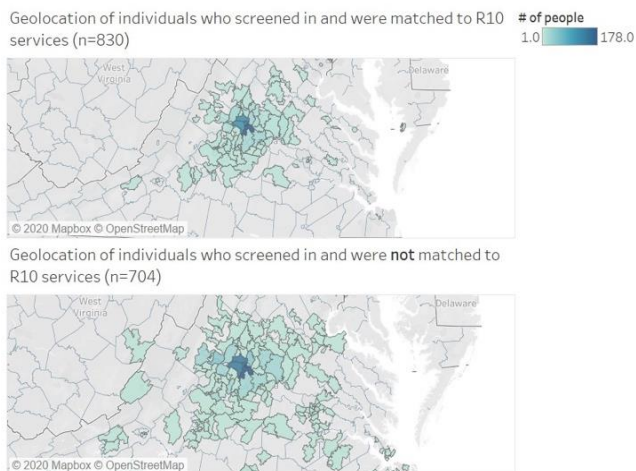 Geolocation of individuals who screened in and were matched to R10
services (n=830)
# of people
1.0 178.0
West
Virginia
Delaware
© 2020 Mapbox © OpenStreetMap
Geolocation of individuals who screened in and were not matched to
R10 services (n=704)
West
Virginia
Delaware
© 2020 Mapbox © OpenStreetMap